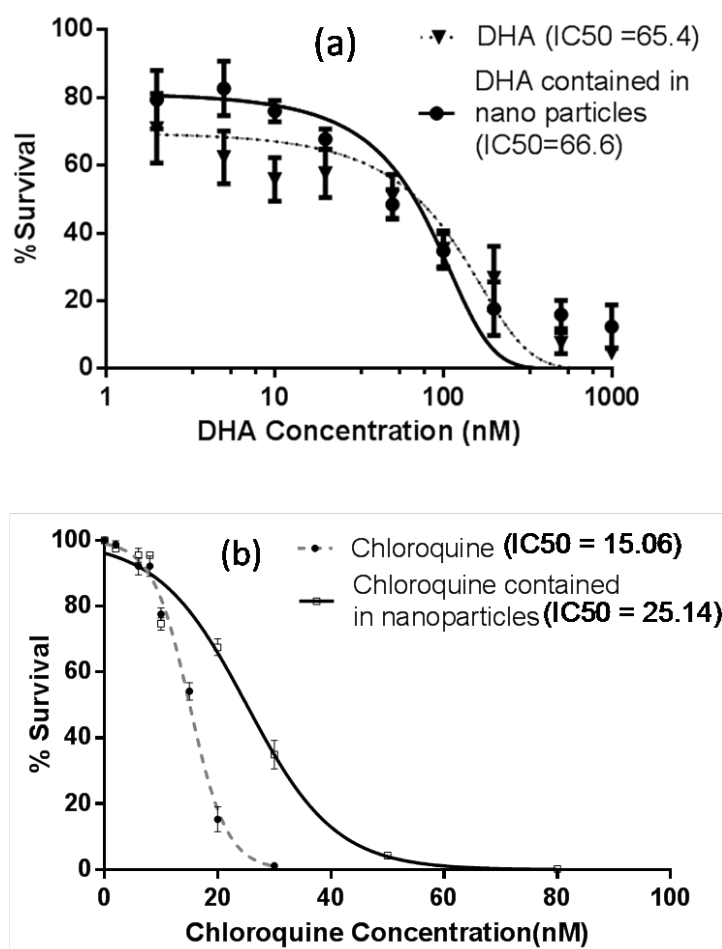 (a)
DHA (IC50 =65.4)
DHA contained in
nano particles
(IC50=66.6)
100
80
60
40
20
0
% Survival
1
10
100
1000
DHA Concentration (nM)
(b)
Chloroquine (IC50 = 15.06)
Chloroquine contained
in nanoparticles (IC50 = 25.14)
100
80
60
40
20
0
% Survival
0
20
40
60
80
100
Chloroquine Concentration(nM)